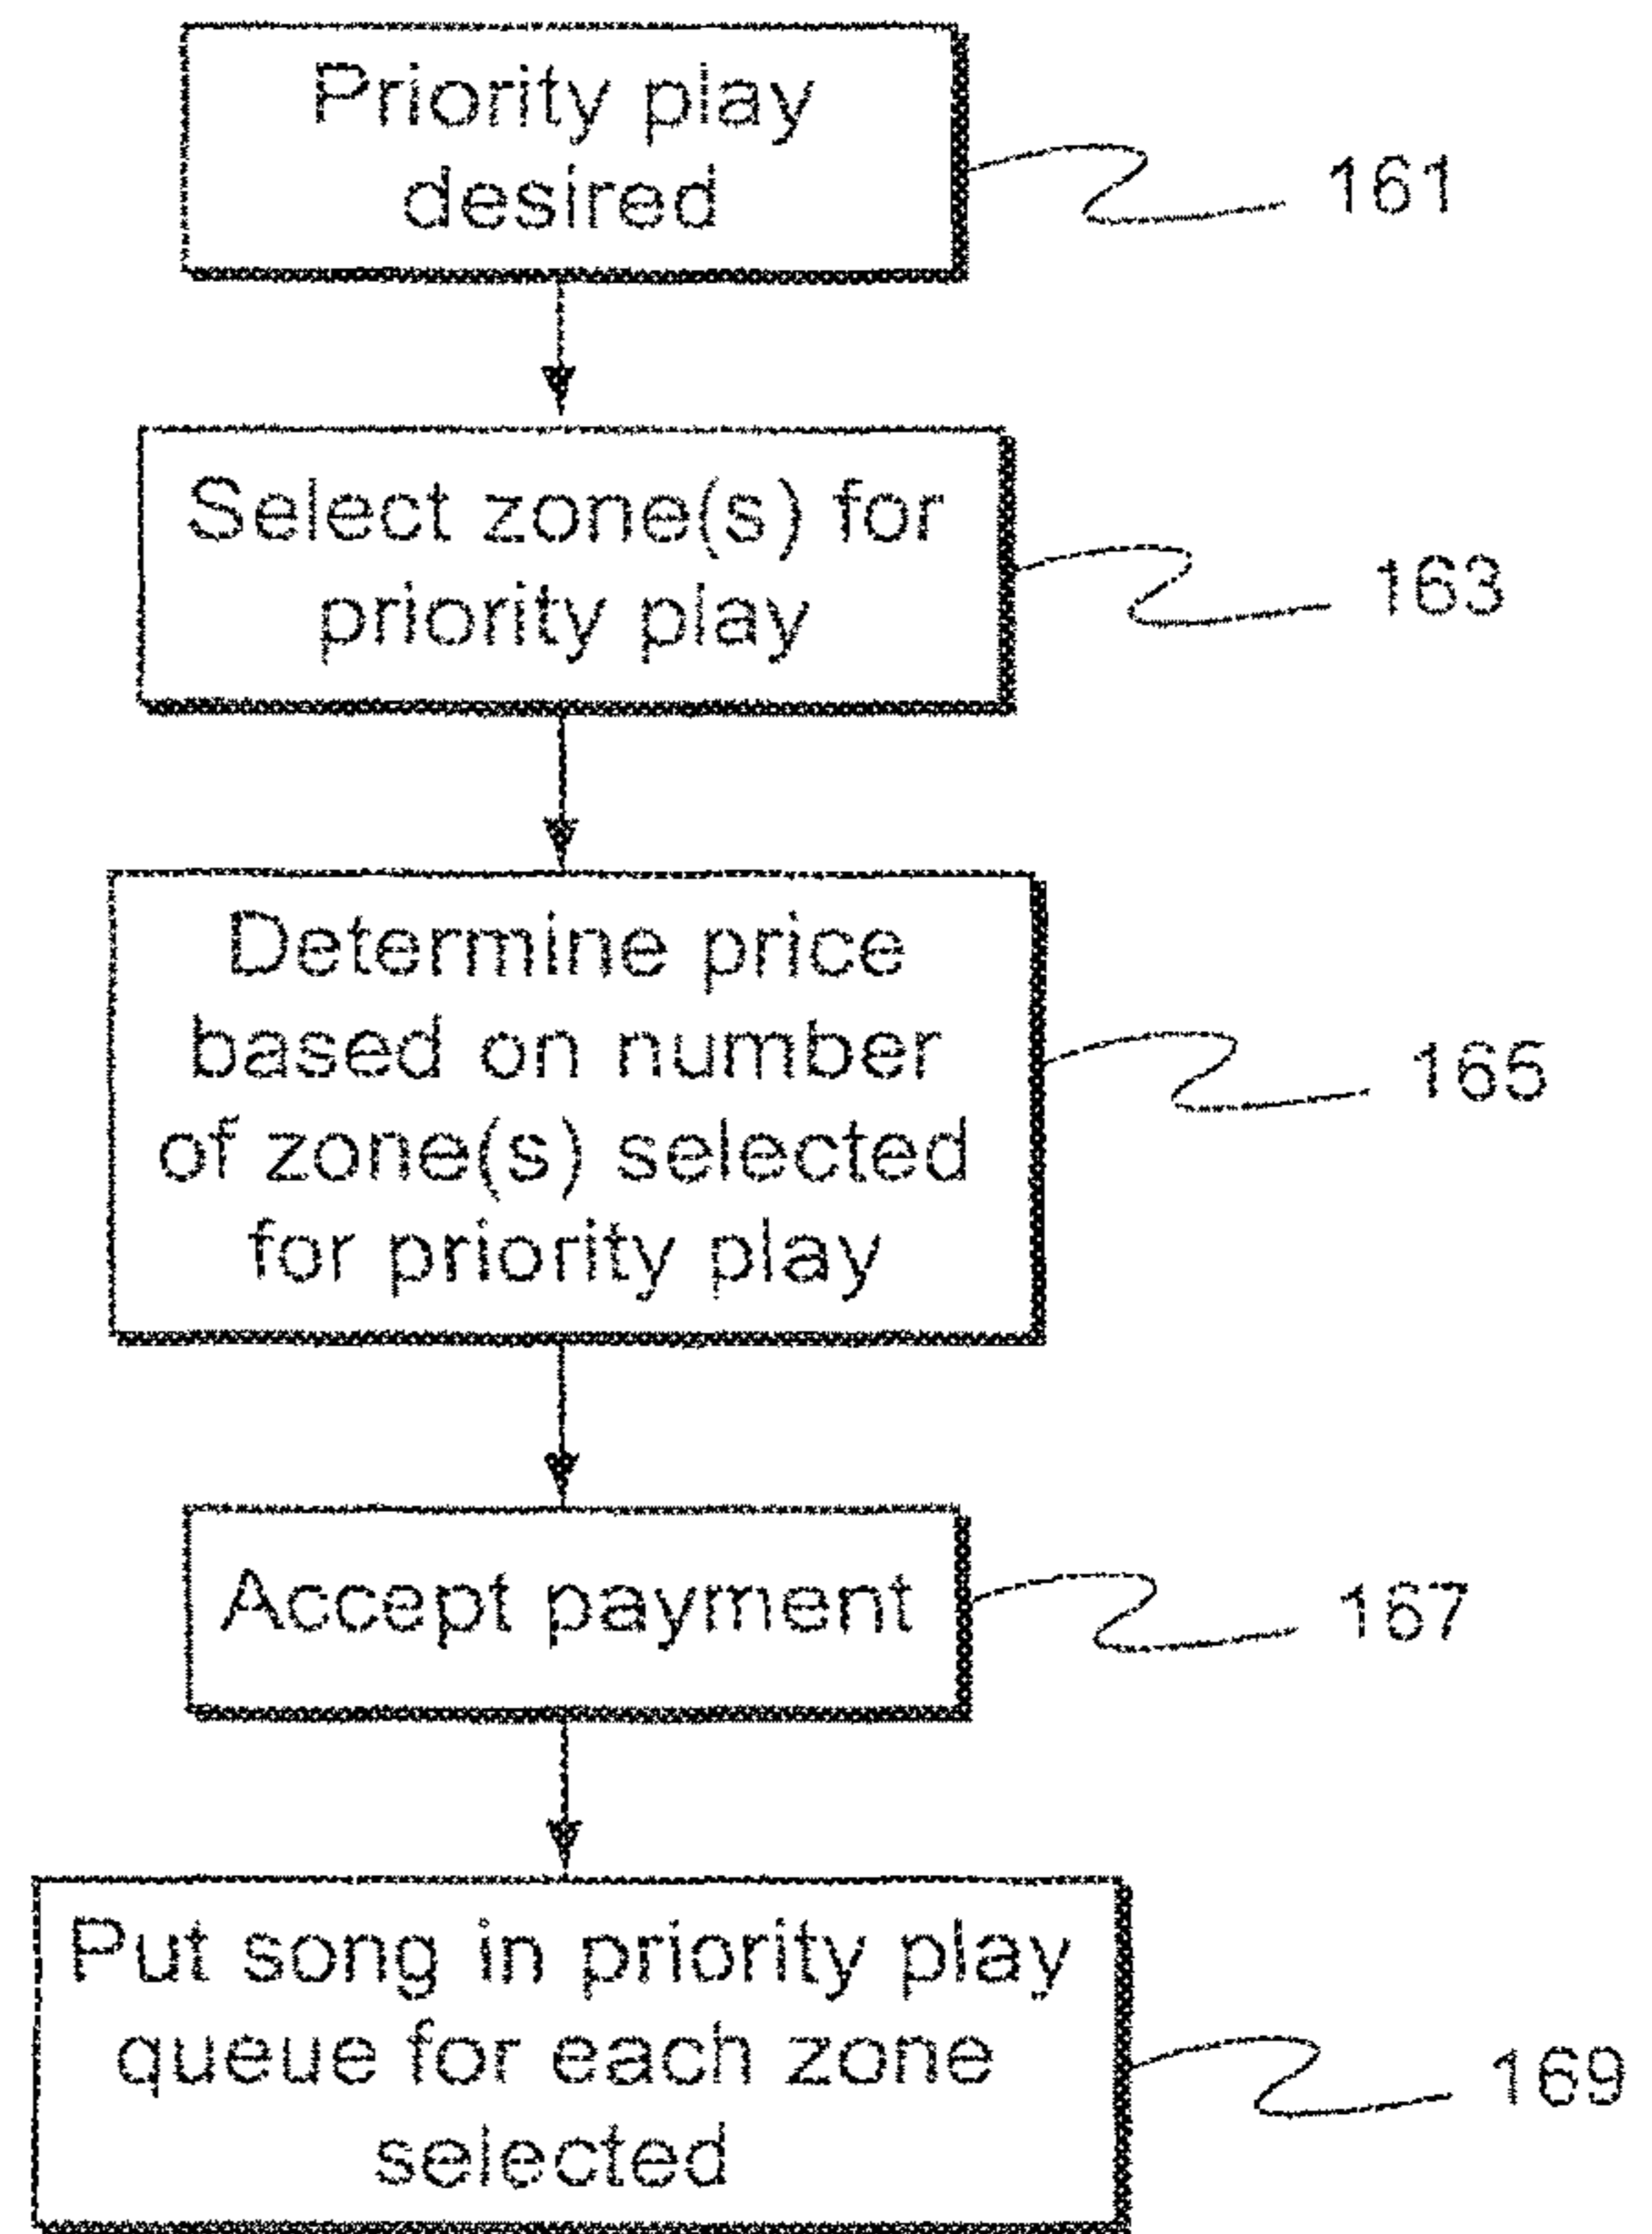 Priority play
desired
161
Select zone(s) for
priority play
163
Determine price
based on number
of zone(s) selected
for priority play
165
Accept payment
167
Put song in priority play
queue for each zone
selected
169